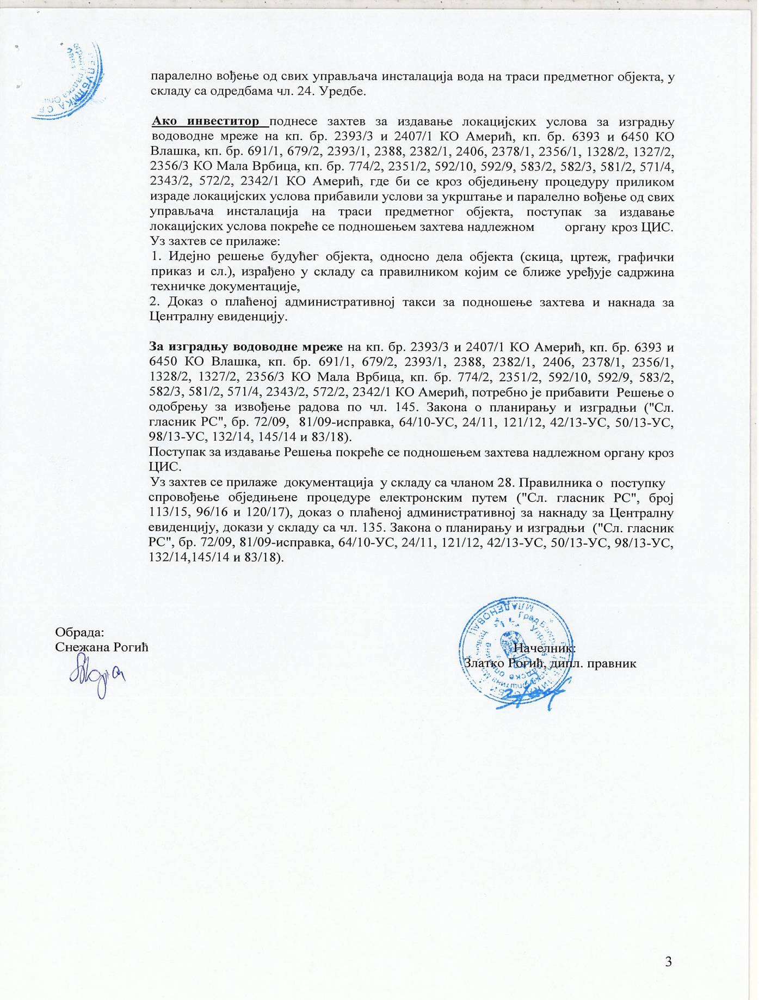 РЕПУБЛИКА
паралелно вођење од свих управљача инсталација вода на траси предметног објекта, у
складу са одредбама чл. 24. Уредбе.
Ако инвеститор поднесе захтев за издавање локацијских услова за изградњу
водоводне мреже на кп. бр. 2393/3 и 2407/1 КО Амерић, кп. бр. 6393 и 6450 КО
Влашка, кп. бр. 691/1, 679/2, 2393/1, 2388, 2382/1, 2406, 2378/1, 2356/1, 1328/2, 1327/2,
2356/3 КО Мала Врбица, кп. бр. 774/2, 2351/2, 592/10, 592/9, 583/2, 582/3, 581/2, 571/4,
2343/2, 572/2, 2342/1 КО Амерић, где би се кроз обједињену процедуру приликом
израде локацијских услова прибавили услови за укрштање и паралелно вођење од свих
управљача инсталација на траси предметног објекта, поступак за издавање
локацијских услова покреће се подношењем захтева надлежном органу кроз ЦИС.
Уз захтев се прилаже:
1. Идејно решење будућег објекта, односно дела објекта (скица, цртеж, графички
приказ и сл.), израђено у складу са правилником којим се ближе уређује садржина
техничке документације,
2. Доказ о плаћеној административној такси за подношење захтева и накнада за
Централну евиденцију.
За изградњу водоводне мреже на кп. бр. 2393/3 и 2407/1 КО Амерић, кп. бр. 6393 и
6450 КО Влашка, кп. бр. 691/1, 679/2, 2393/1, 2388, 2382/1, 2406, 2378/1, 2356/1,
1328/2, 1327/2, 2356/3 КО Мала Врбица, кп. бр. 774/2, 2351/2, 592/10, 592/9, 583/2,
582/3, 581/2, 571/4, 2343/2, 572/2, 2342/1 КО Амерић, потребно је прибавити Решење о
одобрењу за извођење радова по чл. 145. Закона о планирању и изградњи ("Сл.
гласник РС", бр. 72/09, 81/09-исправка, 64/10-УС, 24/11, 121/12, 42/13-УС, 50/13-УС,
98/13-УС, 132/14, 145/14 и 83/18).
Поступак за издавање Решења покреће се подношењем захтева надлежном органу кроз
ЦИС.
Уз захтев се прилаже документација у складу са чланом 28. Правилника о поступку
спровођење обједињене процедуре електронским путем ("Сл. гласник РС", број
113/15, 96/16 и 120/17), доказ о плаћеној административној за накнаду за Централну
евиденцију, докази у складу са чл. 135. Закона о планирању и изградњи ("Сл. гласник
РС", бр. 72/09, 81/09-исправка, 64/10-УС, 24/11, 121/12, 42/13-УС, 50/13-УС, 98/13-УС,
132/14,145/14 и 83/18).
Обрада:
Снежана Рогић
МЛАДЕНОВАЦ
Начелник:
Златко Рогић, дипл. правник
3